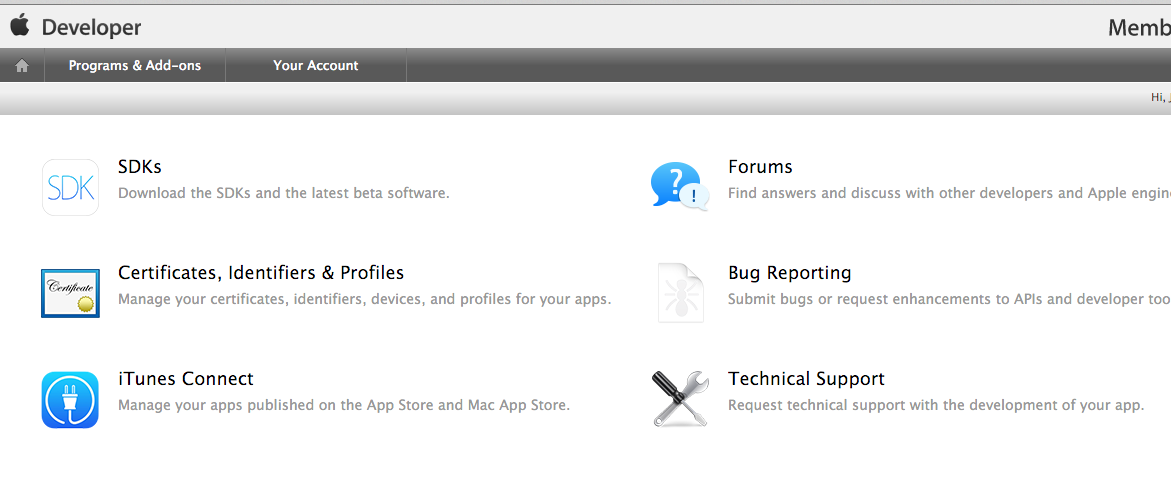 Developer
Memb
Programs & Add-ons
Your Account
Hi,
SDK
SDKs
Download the SDKs and the latest beta software.
?
!
Forums
Find answers and discuss with other developers and Apple engin
Certificate
Certificates, Identifiers & Profiles
Manage your certificates, identifiers, devices, and profiles for your apps.
Bug Reporting
Submit bugs or request enhancements to APIs and developer too
iTunes Connect
Manage your apps published on the App Store and Mac App Store.
Technical Support
Request technical support with the development of your app.